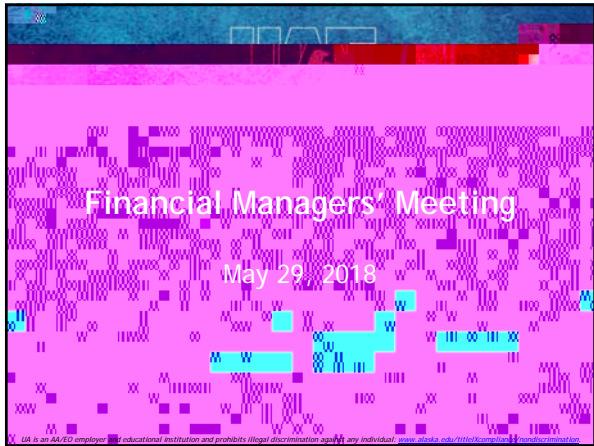 Financial Managers' Meeting
May 29, 2018
UA is an AA/EO employer and educational institution and prohibits illegal discrimination against any individual: www.alaska.edu/titleIXcompliance/nondiscrimination.